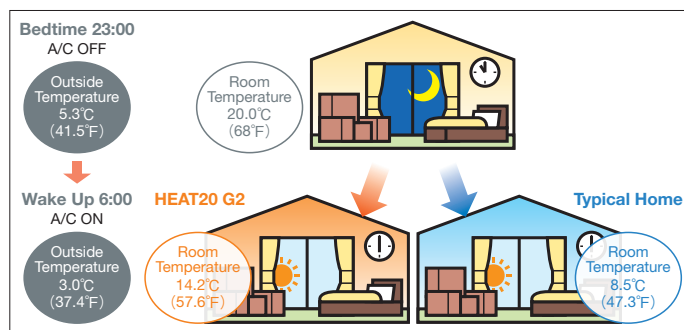 Bedtime 23:00
A/C OFF
Outside
Temperature
5.3℃
(41.5°F)
Room
Temperature
20.0℃
(68°F)
Wake Up 6:00
A/C ON
Outside
Temperature
3.0℃
(37.4°F)
HEAT20 G2
Room
Temperature
14.2℃
(57.6°F)
Typical Home
Room
Temperature
8.5℃
(47.3°F)